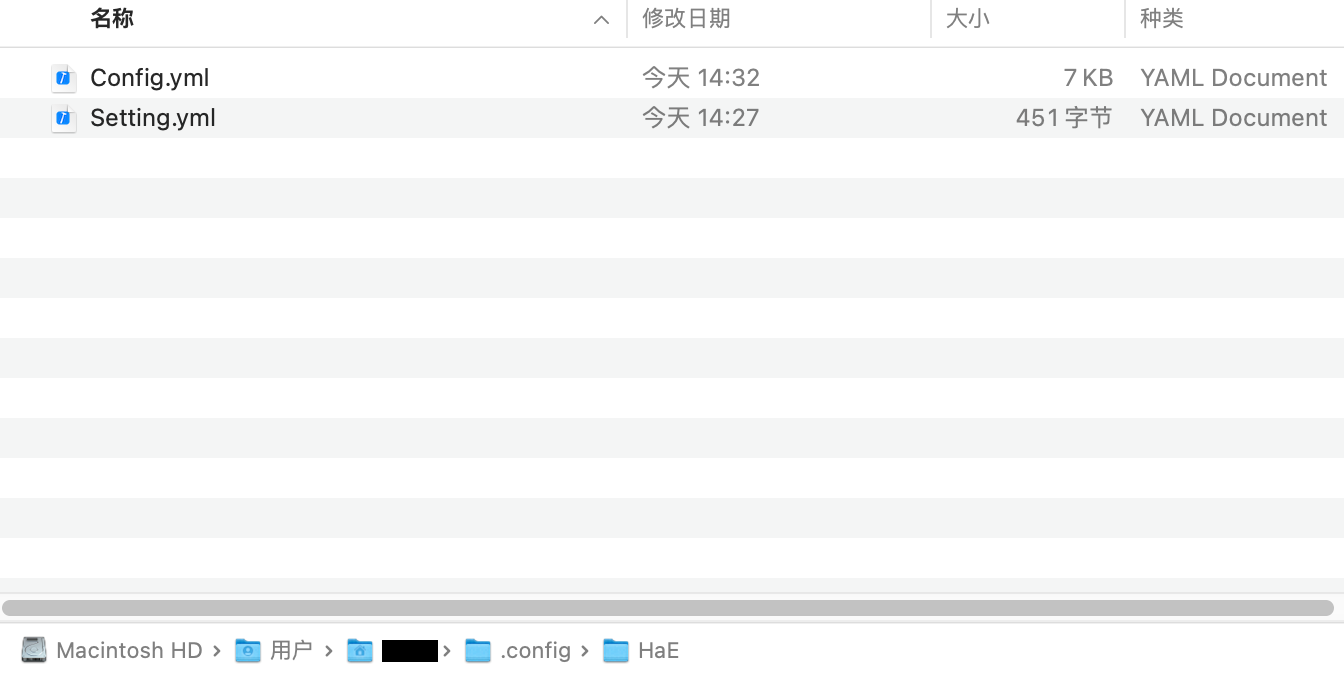 名称 修改日期 大小 种类
Config.yml 今天 14:32 7 KB YAML Document
Setting.yml 今天 14:27 451 字节 YAML Document
Macintosh HD › 用户 › › .config › HaE